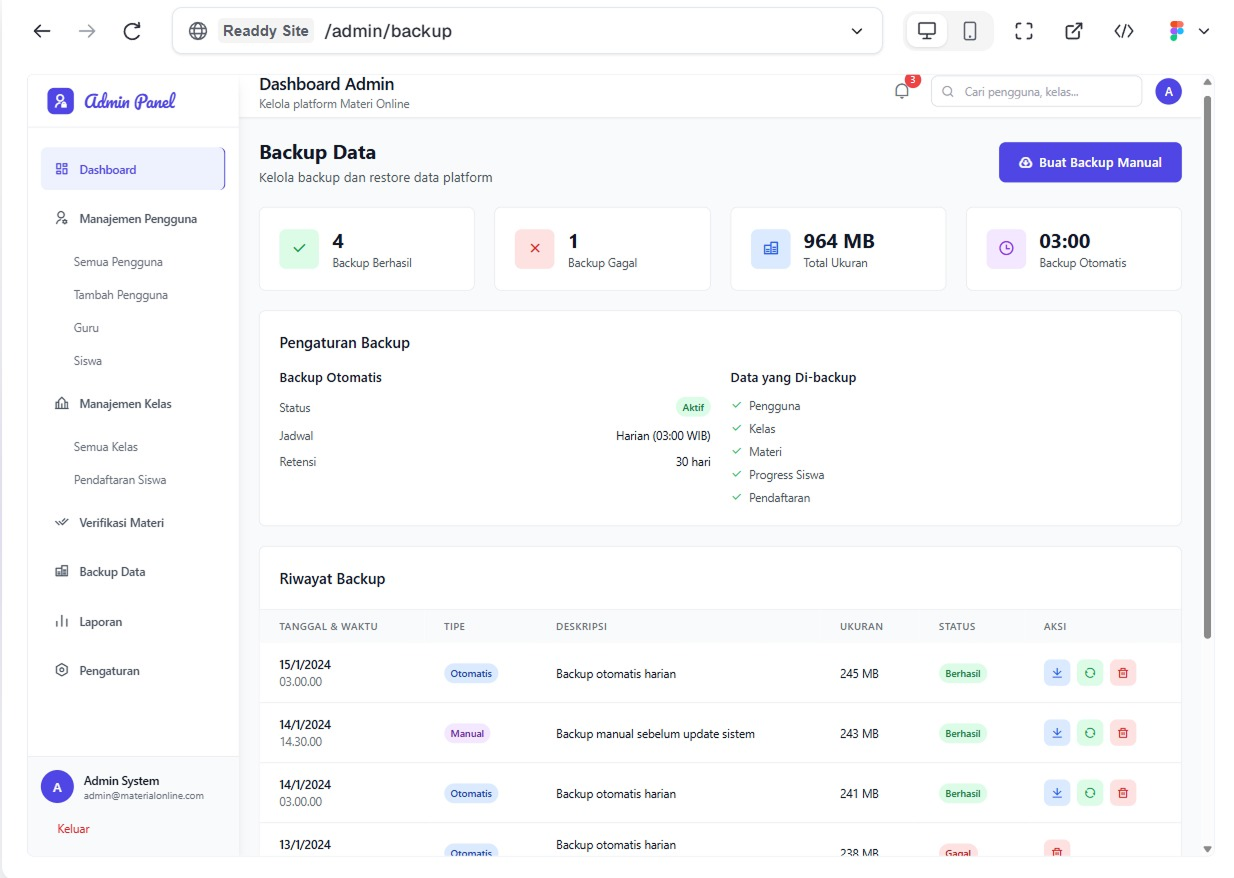 Readdy Site /admin/backup
Admin Panel
Dashboard
Manajemen Pengguna
Semua Pengguna
Tambah Pengguna
Guru
Siswa
Manajemen Kelas
Semua Kelas
Pendaftaran Siswa
Verifikasi Materi
Backup Data
Laporan
Pengaturan
A
Admin System
admin@materialonline.com
Keluar
Dashboard Admin
Kelola platform Materi Online
3
Cari pengguna, kelas...
A
Backup Data
Kelola backup dan restore data platform
Buat Backup Manual
4
Backup Berhasil
1
Backup Gagal
964 MB
Total Ukuran
03:00
Backup Otomatis
Pengaturan Backup
Backup Otomatis
Status Aktif
Jadwal Harian (03:00 WIB)
Retensi 30 hari
Data yang Di-backup
Pengguna
Kelas
Materi
Progress Siswa
Pendaftaran
Riwayat Backup
TANGGAL & WAKTU TIPE DESKRIPSI UKURAN STATUS AKSI
15/1/2024
03.00.00
Otomatis Backup otomatis harian 245 MB Berhasil
14/1/2024
14.30.00
Manual Backup manual sebelum update sistem 243 MB Berhasil
14/1/2024
03.00.00
Otomatis Backup otomatis harian 241 MB Berhasil
13/1/2024
Backup otomatis harian
Otomatis 238 MB Gagal